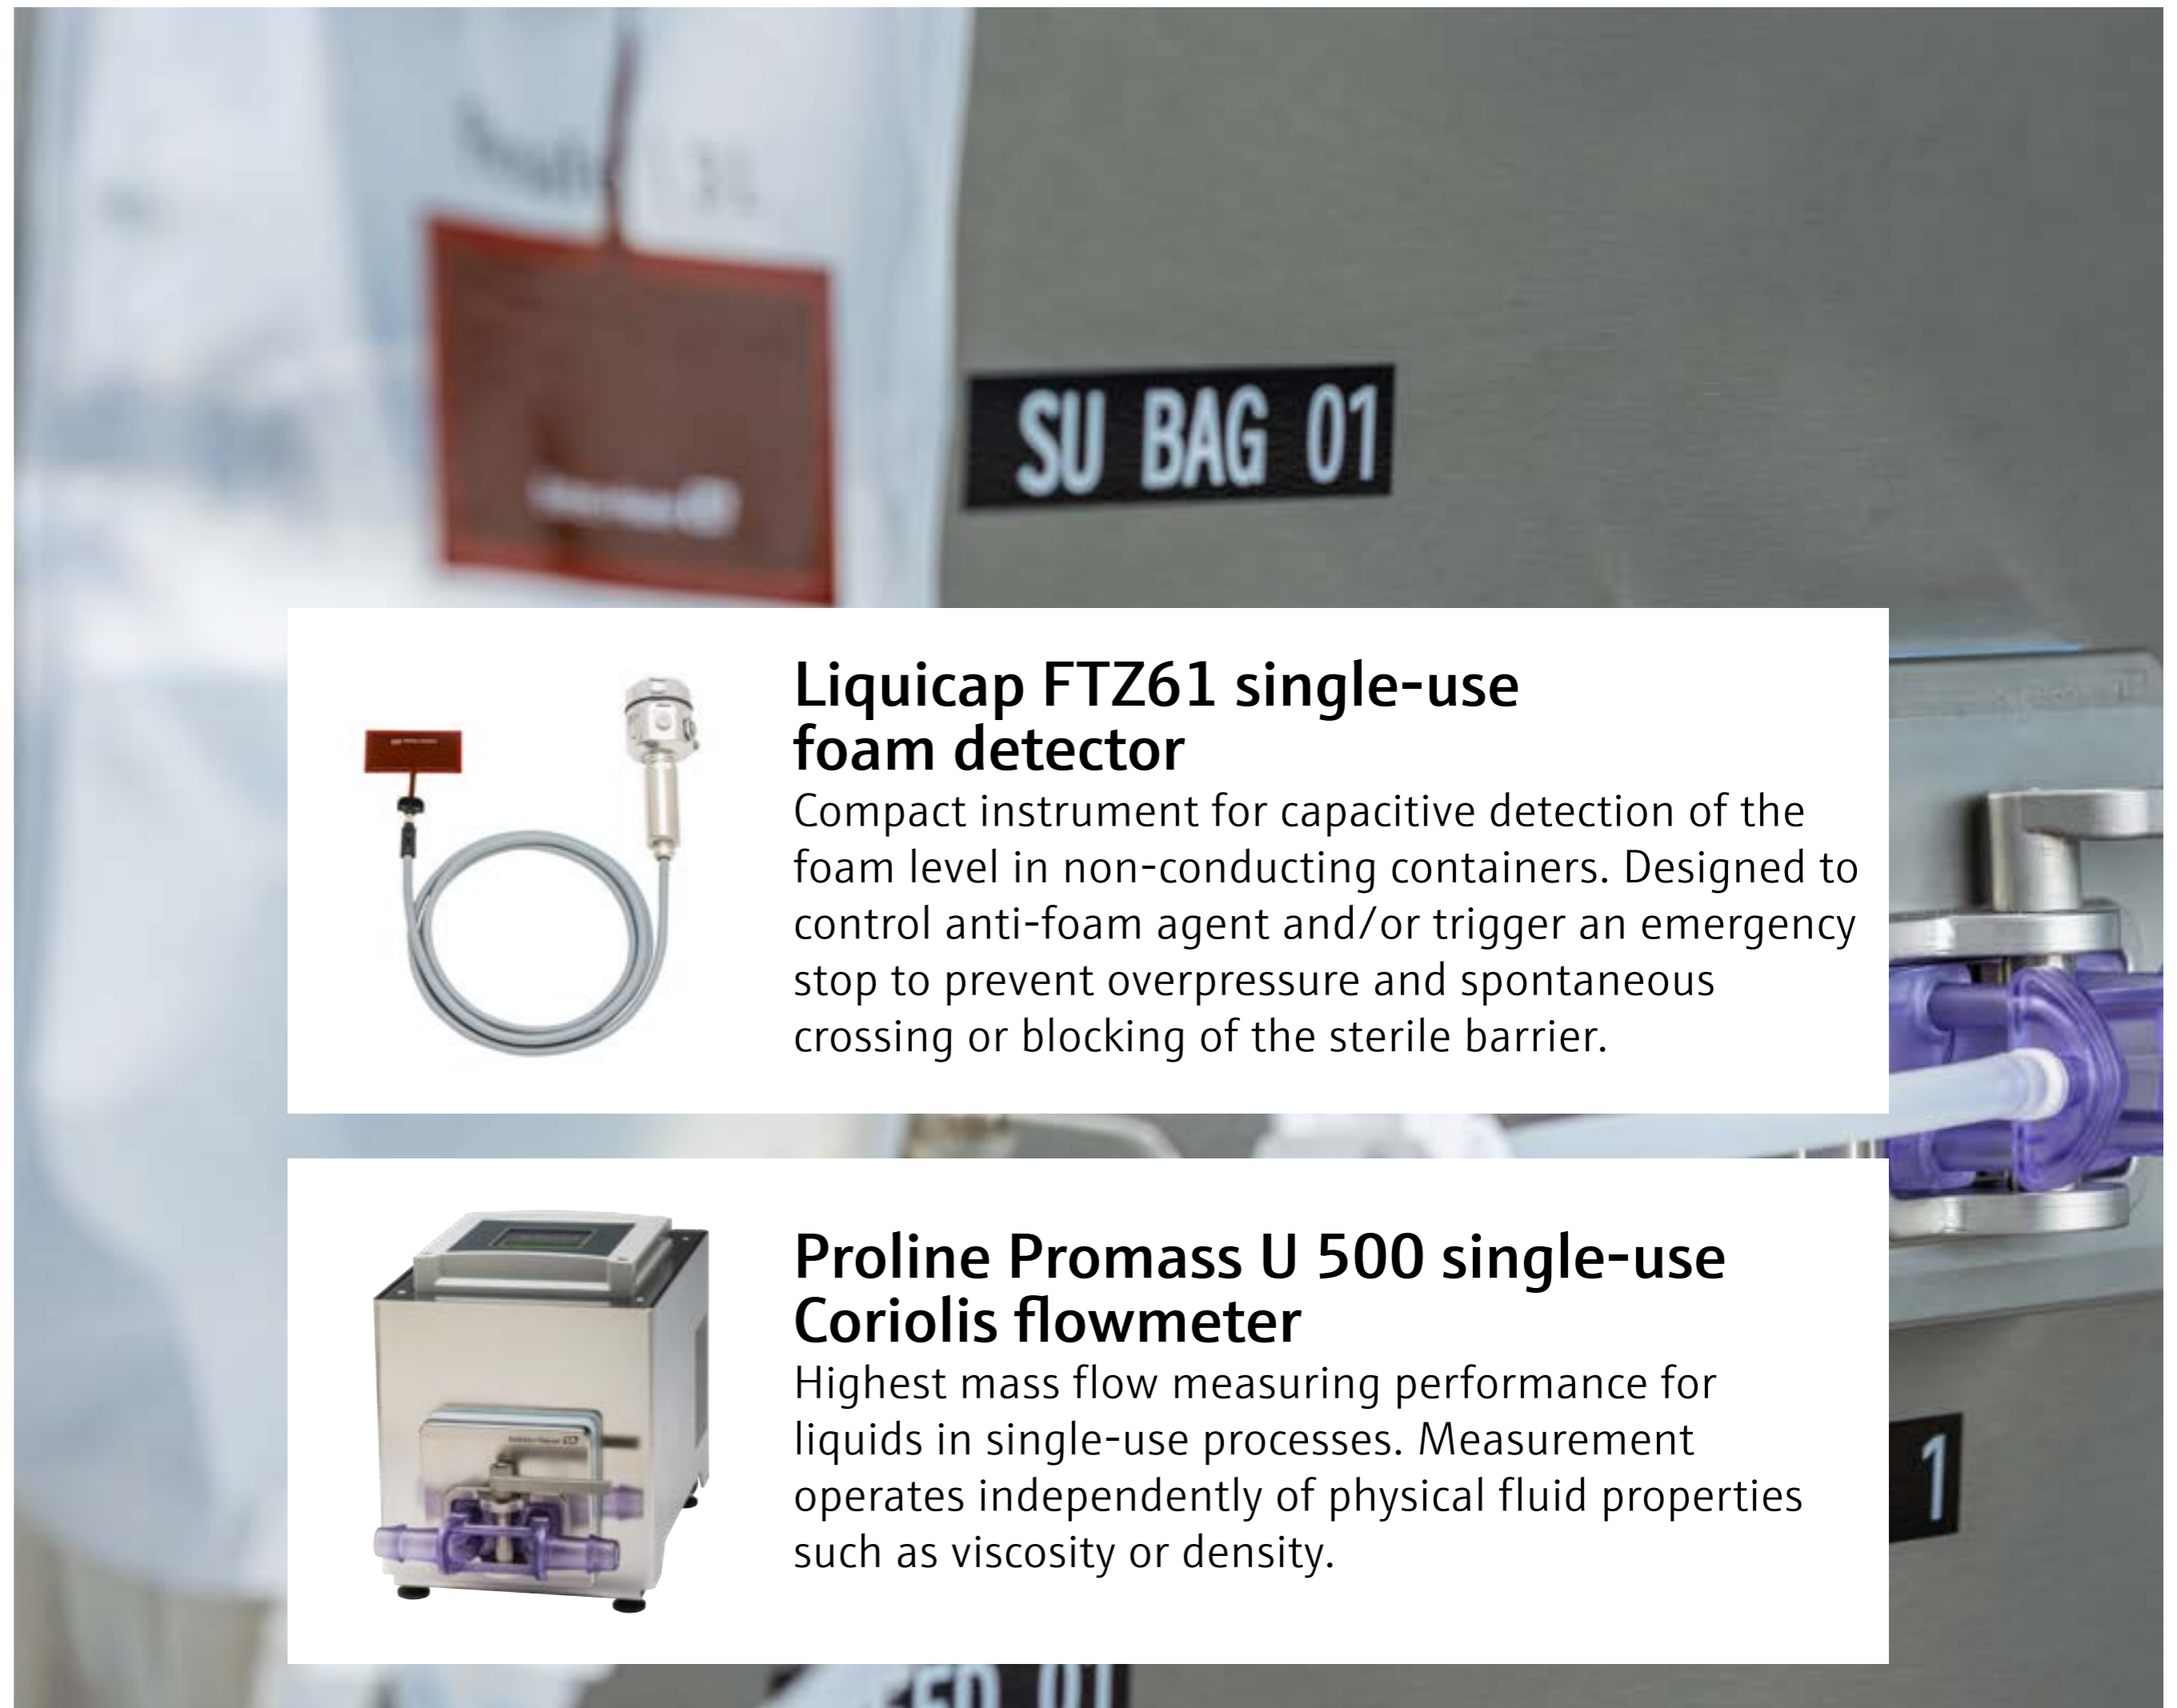 SU BAG 01
Liquicap FTZ61 single-use
foam detector
Compact instrument for capacitive detection of the
foam level in non-conducting containers. Designed to
control anti-foam agent and/or trigger an emergency
stop to prevent overpressure and spontaneous
crossing or blocking of the sterile barrier.
Proline Promass U 500 single-use
Coriolis flowmeter
Highest mass flow measuring performance for
liquids in single-use processes. Measurement
operates independently of physical fluid properties
such as viscosity or density.
1
01